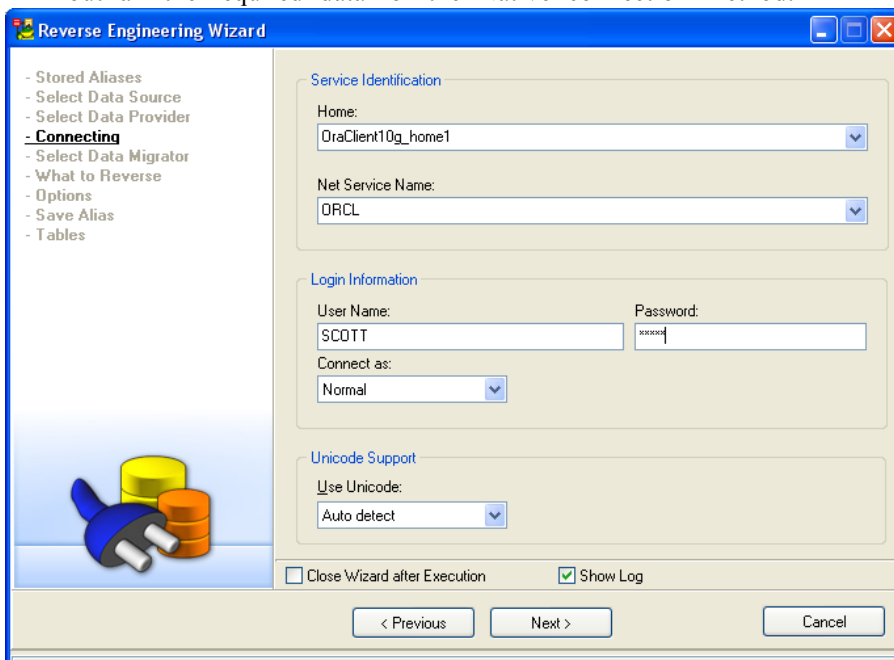 Reverse Engineering Wizard
- Stored Aliases
- Select Data Source
- Select Data Provider
- Connecting
- Select Data Migrator
- What to Reverse
- Options
- Save Alias
- Tables
Service Identification
Home:
OraClient10g_home1
Net Service Name:
ORCL
Login Information
User Name:
Password:
SCOTT
*****
Connect as:
Normal
Unicode Support
Use Unicode:
Auto detect
Close Wizard after Execution
Show Log
< Previous
Next >
Cancel